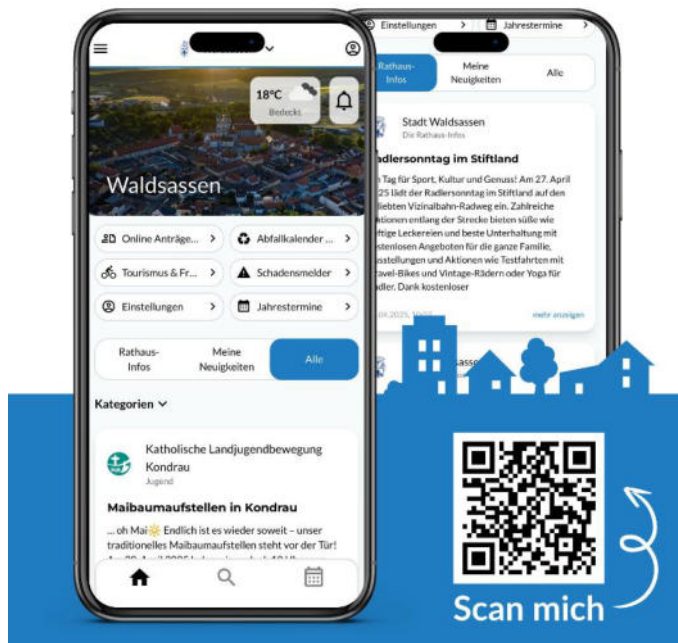 18°C
Bedeckt
Waldsassen
Online Anträge...
Abfallkalender ...
Tourismus & Fr...
Schadensmelder
Einstellungen
Jahrestermine
Rathaus-
Infos
Meine
Neuigkeiten
Alle
Kategorien
Katholische Landjugendbewegung
Kondrau
Jugend
Maibaumaufstellen in Kondrau
... oh Mai☀️ Endlich ist es wieder soweit – unser
traditionelles Maibaumaufstellen steht vor der Tür!
Einstellungen
Jahrestermine
Rathaus-
Infos
Meine
Neuigkeiten
Alle
Stadt Waldsassen
Die Rathaus-Infos
adlersonntag im Stiftland
Tag für Sport, Kultur und Genuss! Am 27. April
25 lädt der Radlersonntag im Stiftland auf den
liebten Vizinalbahn-Radweg ein. Zahlreiche
ktionen entlang der Strecke bieten süße wie
ftige Leckereien und beste Unterhaltung mit
stenlosen Angeboten für die ganze Familie,
usstellungen und Aktionen wie Testfahrten mit
ravel-Bikes und Vintage-Rädern oder Yoga für
dler. Dank kostenloser
mehr anzeigen
Scan mich